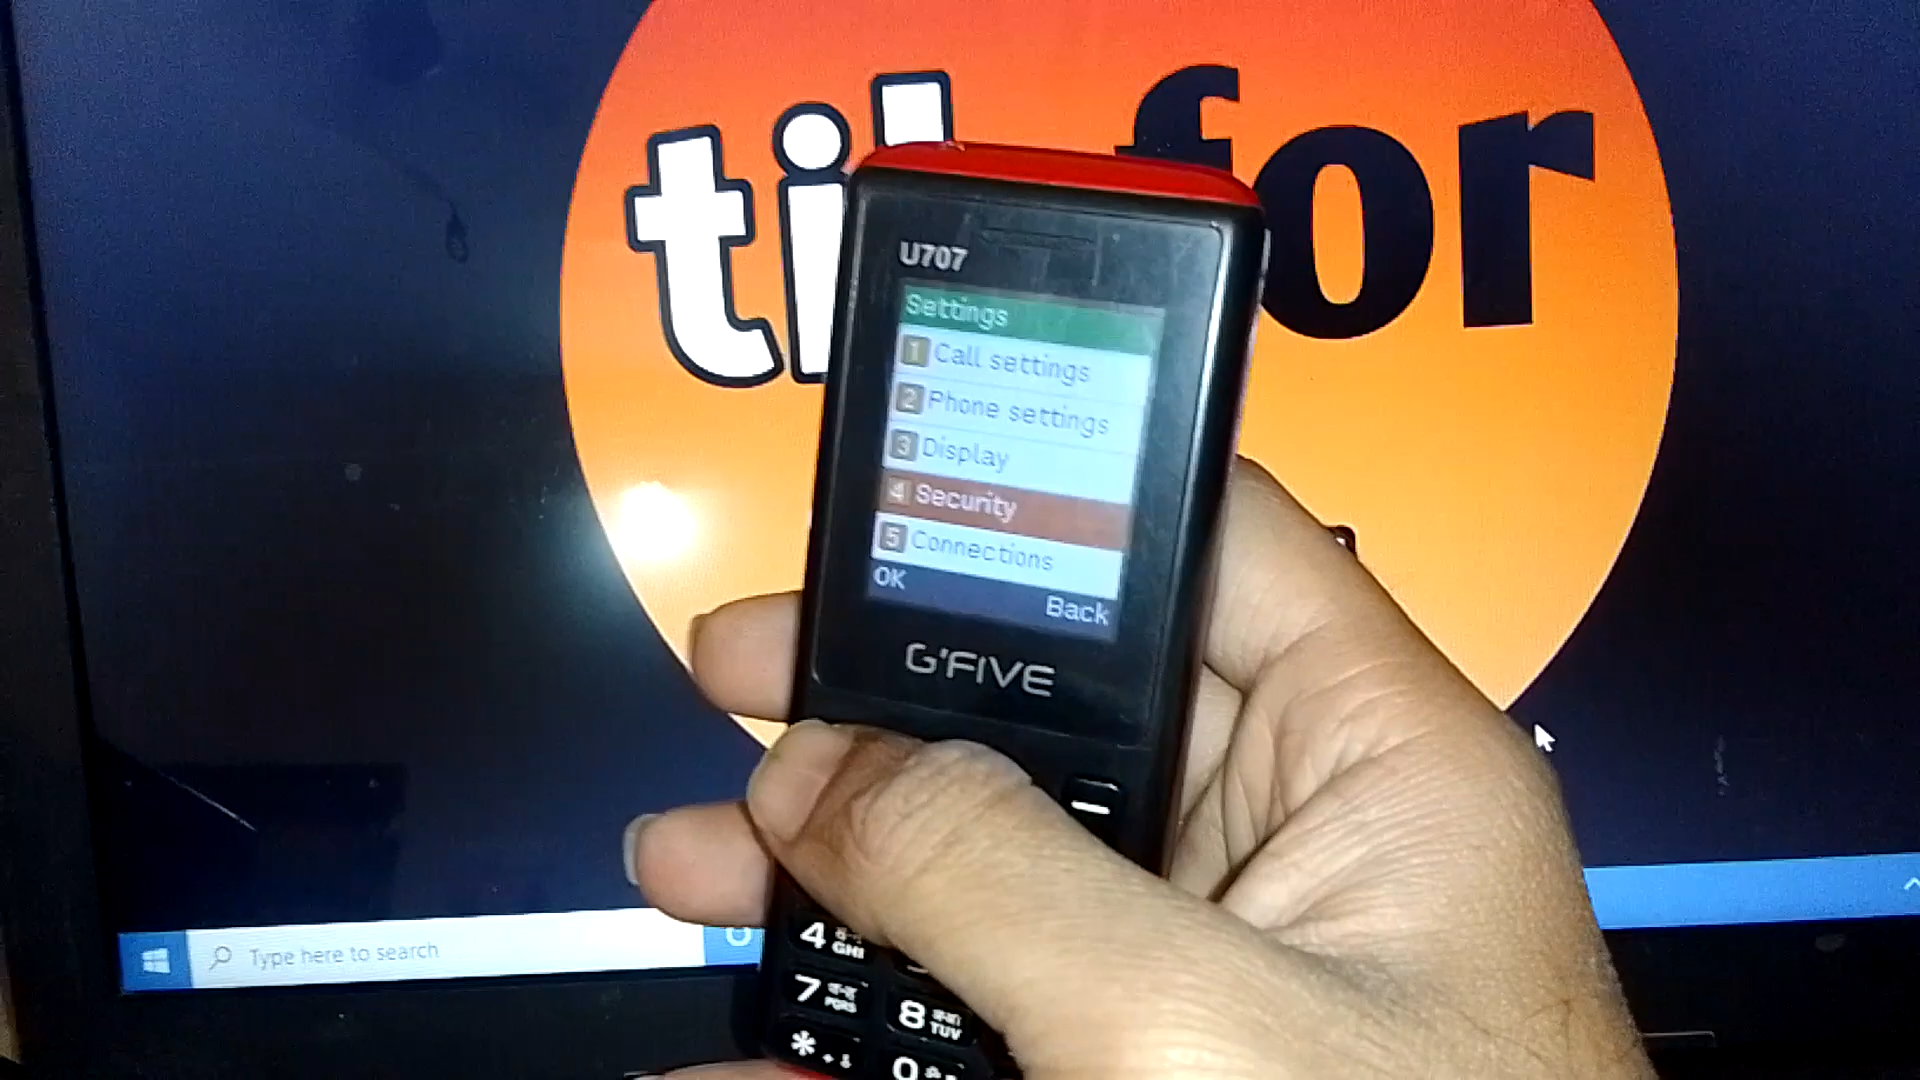 for
U707
Settings
1 Call settings
2 Phone settings
3 Display
4 Security
5 Connections
OK
Back
G'FIVE
4 GHI
7 PQRS
8 TUV
* +
0
Type here to search